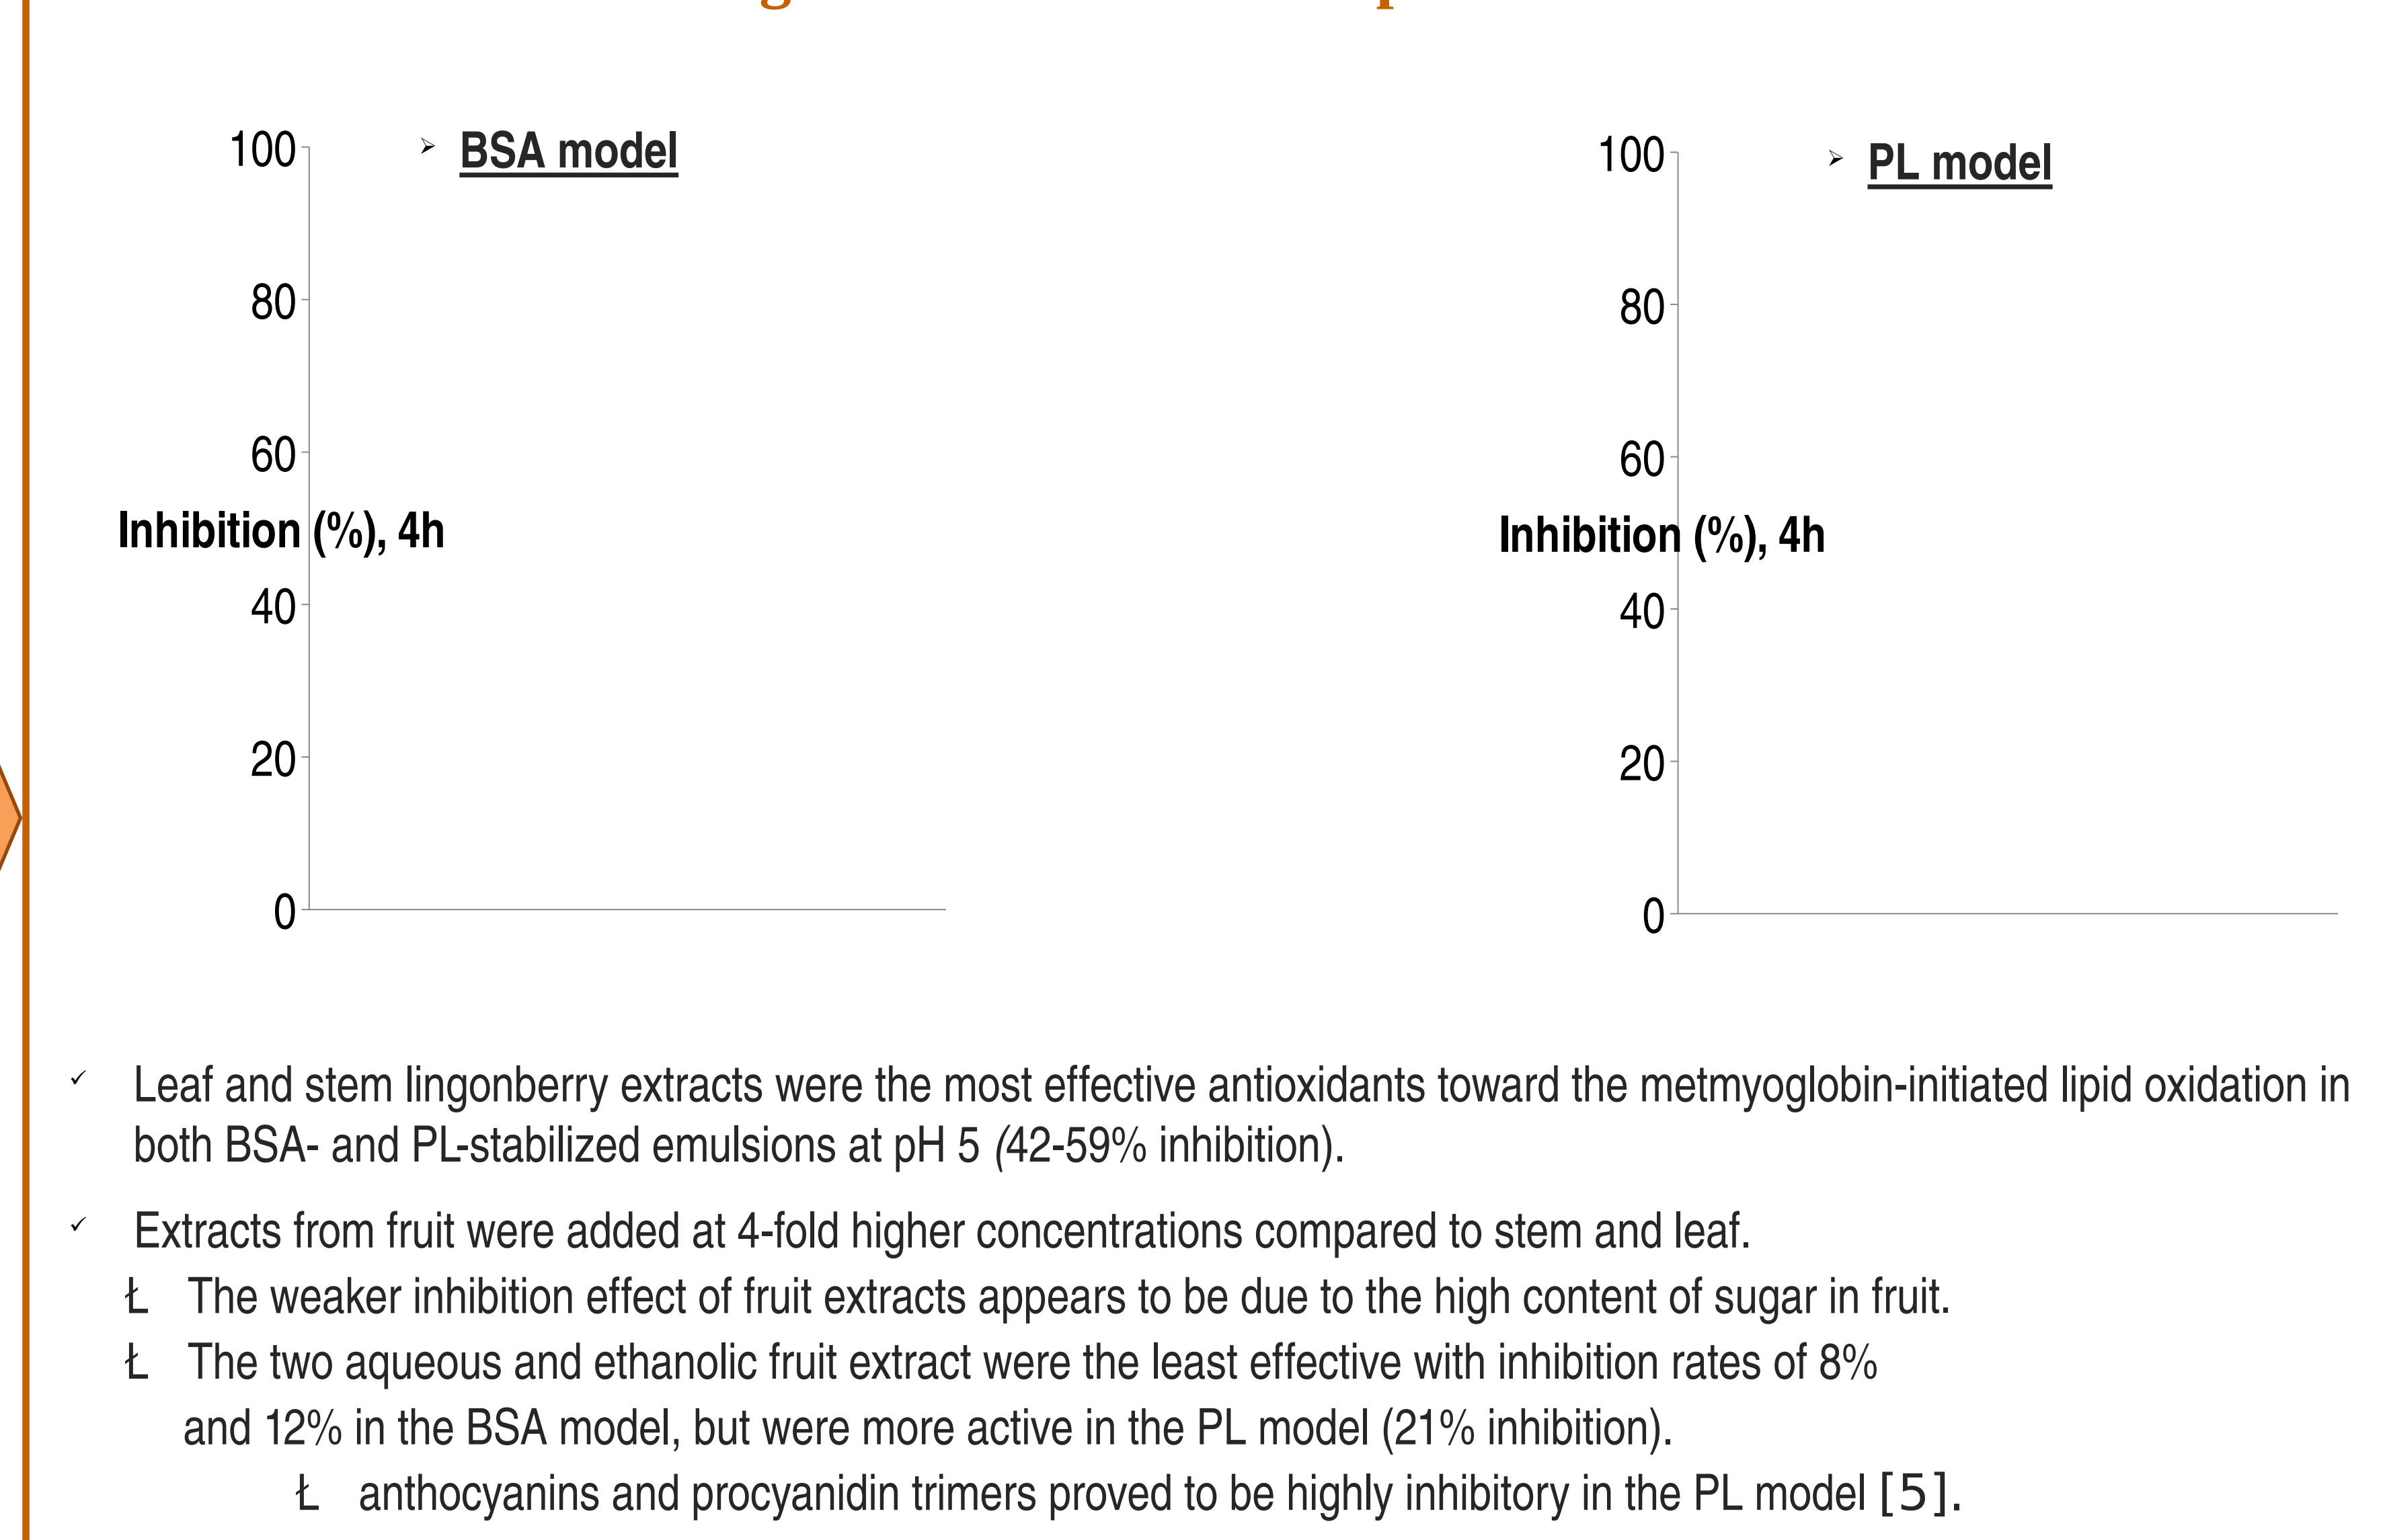 ➢ BSA model
100
80
60
Inhibition (%), 4h
40
20
0
➢ PL model
100
80
60
Inhibition (%), 4h
40
20
0
✓ Leaf and stem lingonberry extracts were the most effective antioxidants toward the metmyoglobin-initiated lipid oxidation in
both BSA- and PL-stabilized emulsions at pH 5 (42-59% inhibition).
✓ Extracts from fruit were added at 4-fold higher concentrations compared to stem and leaf.
Ł The weaker inhibition effect of fruit extracts appears to be due to the high content of sugar in fruit.
Ł The two aqueous and ethanolic fruit extract were the least effective with inhibition rates of 8%
and 12% in the BSA model, but were more active in the PL model (21% inhibition).
Ł anthocyanins and procyanidin trimers proved to be highly inhibitory in the PL model [5].